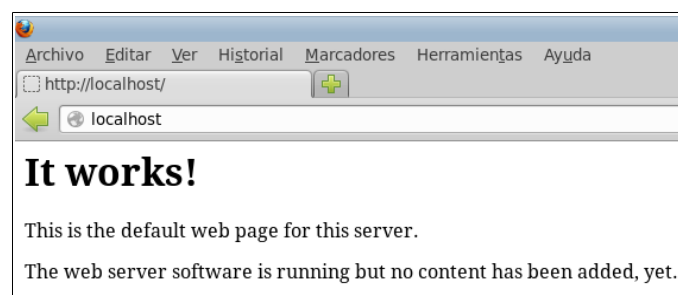 Archivo Editar Ver Historial Marcadores Herramientas Ayuda
http://localhost/
localhost
It works!
This is the default web page for this server.
The web server software is running but no content has been added, yet.